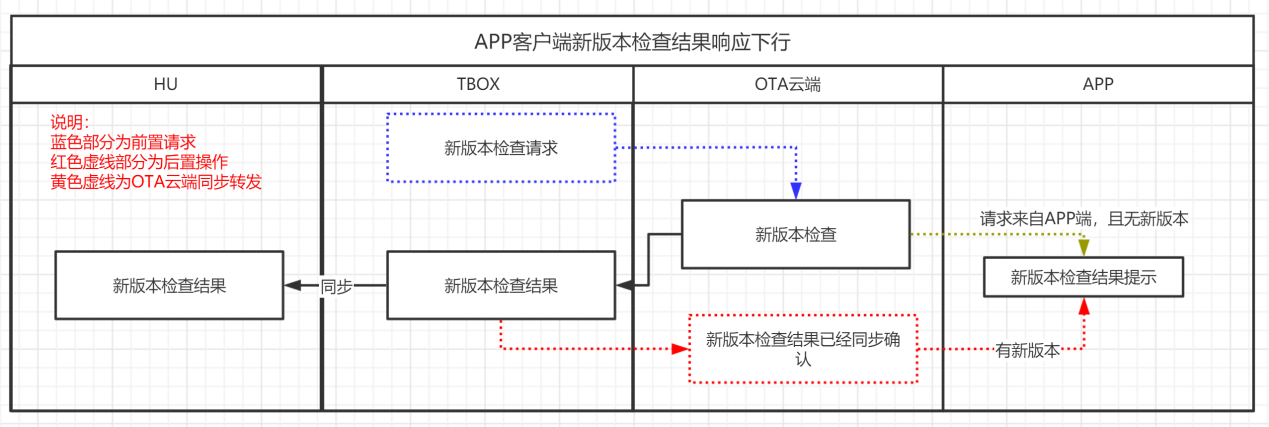 APP客户端新版本检查结果响应下行
HU
TBOX
OTA云端
APP
说明：
蓝色部分为前置请求
红色虚线部分为后置操作
黄色虚线为OTA云端同步转发
新版本检查请求
新版本检查
请求来自APP端，且无新版本
新版本检查结果
同步
新版本检查结果
新版本检查结果提示
新版本检查结果已经同步确
认
有新版本